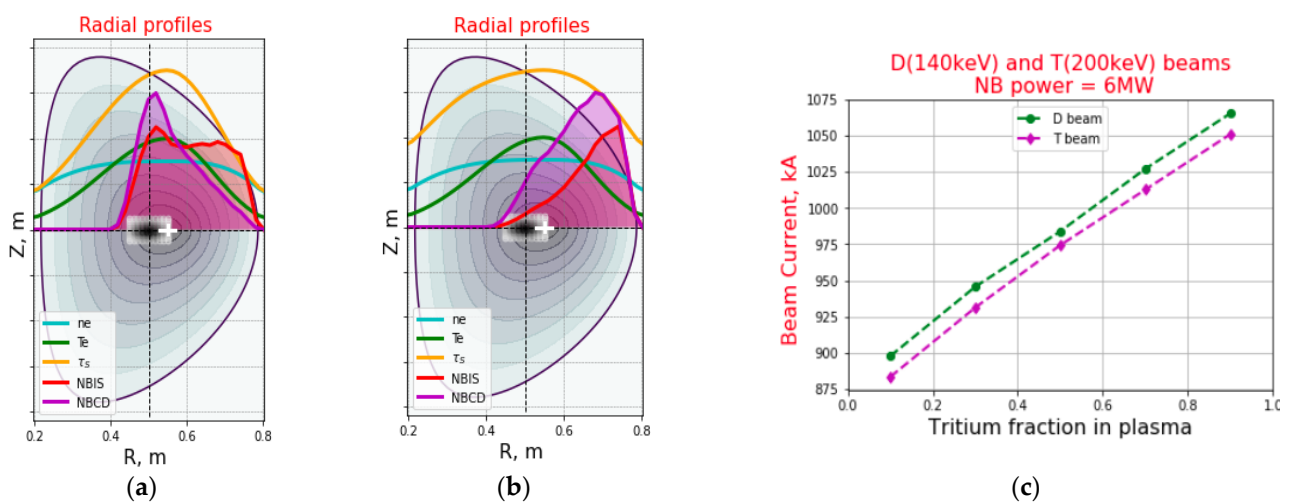 Radial profiles
Z, m
ne
Te
τs
NBIS
NBCD
0.2 0.4 0.6 0.8
R, m
(a)
Radial profiles
Z, m
ne
Te
τs
NBIS
NBCD
0.2 0.4 0.6 0.8
R, m
(b)
D(140keV) and T(200keV) beams
NB power = 6MW
Beam Current, kA
1075
1050
1025
1000
975
950
925
900
875
D beam
T beam
0.0 0.2 0.4 0.6 0.8 1.0
Tritium fraction in plasma
(c)